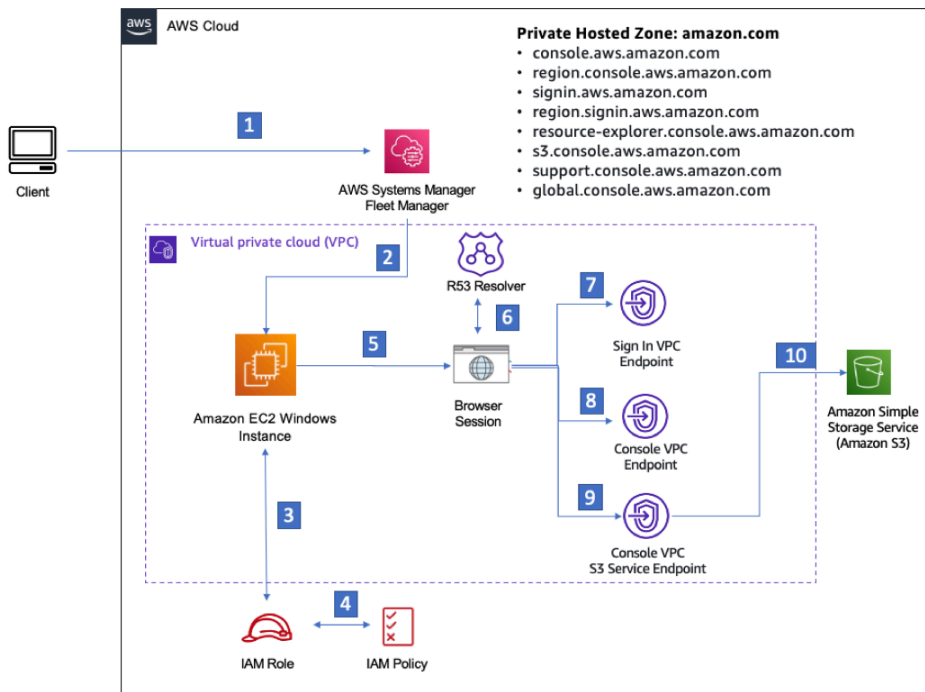 aws
AWS Cloud
Private Hosted Zone: amazon.com
• console.aws.amazon.com
• region.console.aws.amazon.com
• signin.aws.amazon.com
• region.signin.aws.amazon.com
• resource-explorer.console.aws.amazon.com
• s3.console.aws.amazon.com
• support.console.aws.amazon.com
• global.console.aws.amazon.com
1
Client
AWS Systems Manager
Fleet Manager
Virtual private cloud (VPC)
2
R53 Resolver
6
7
Sign In VPC
Endpoint
5
Amazon EC2 Windows
Instance
Browser
Session
8
Console VPC
Endpoint
10
Amazon Simple
Storage Service
(Amazon S3)
3
9
Console VPC
S3 Service Endpoint
4
IAM Role
IAM Policy